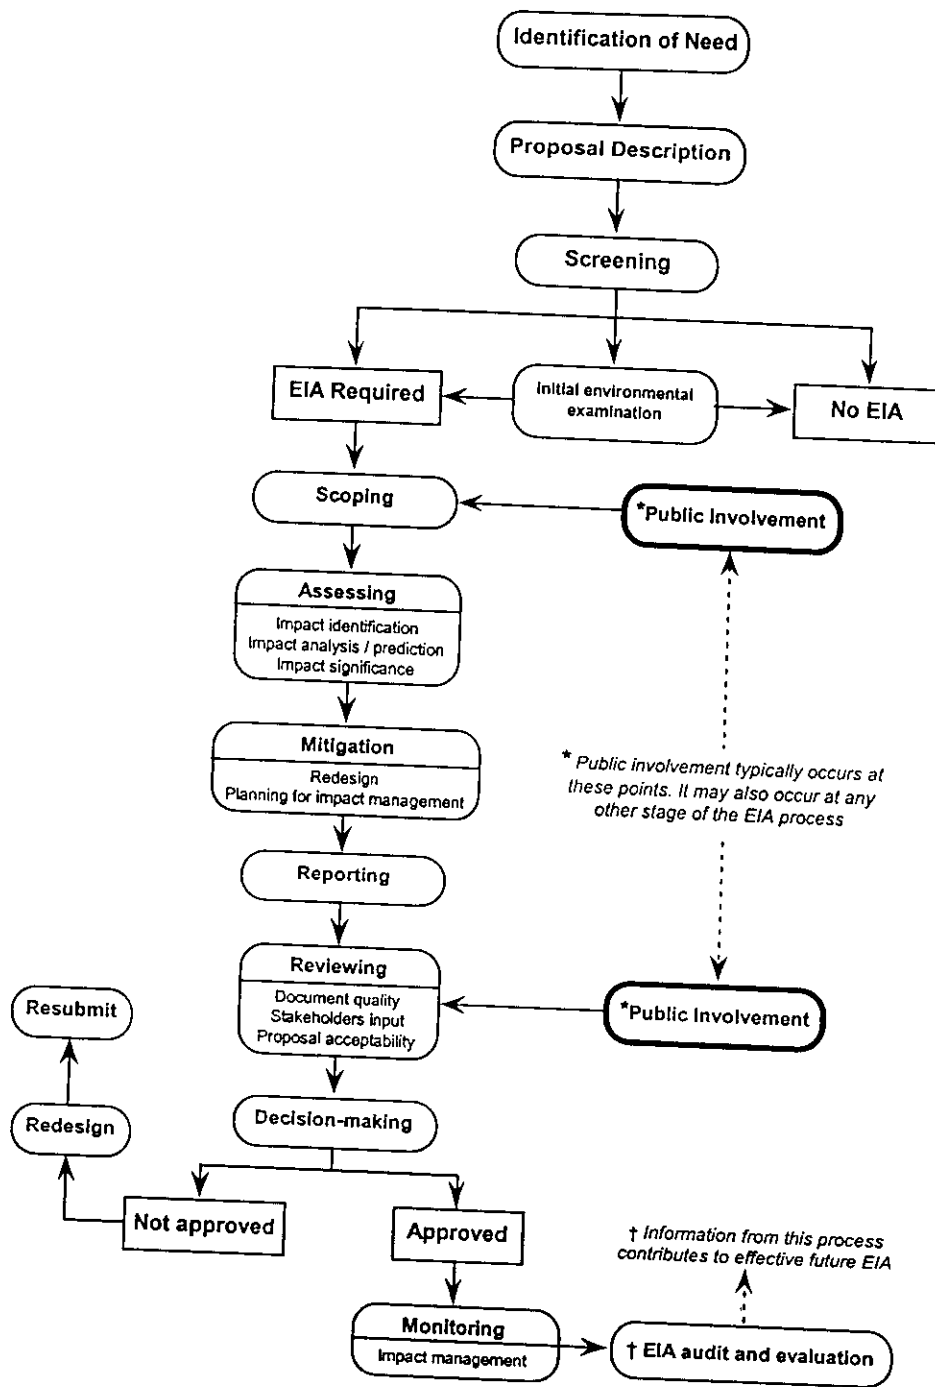 Identification of Need
Proposal Description
Screening
EIA Required
Initial environmental
examination
No EIA
Scoping
*Public Involvement
Assessing
Impact identification
Impact analysis / prediction
Impact significance
Mitigation
Redesign
Planning for impact management
* Public involvement typically occurs at
these points. It may also occur at any
other stage of the EIA process
Reporting
Reviewing
Document quality
Stakeholders input
Proposal acceptability
*Public Involvement
Resubmit
Redesign
Decision-making
Not approved
Approved
† Information from this process
contributes to effective future EIA
Monitoring
Impact management
† EIA audit and evaluation